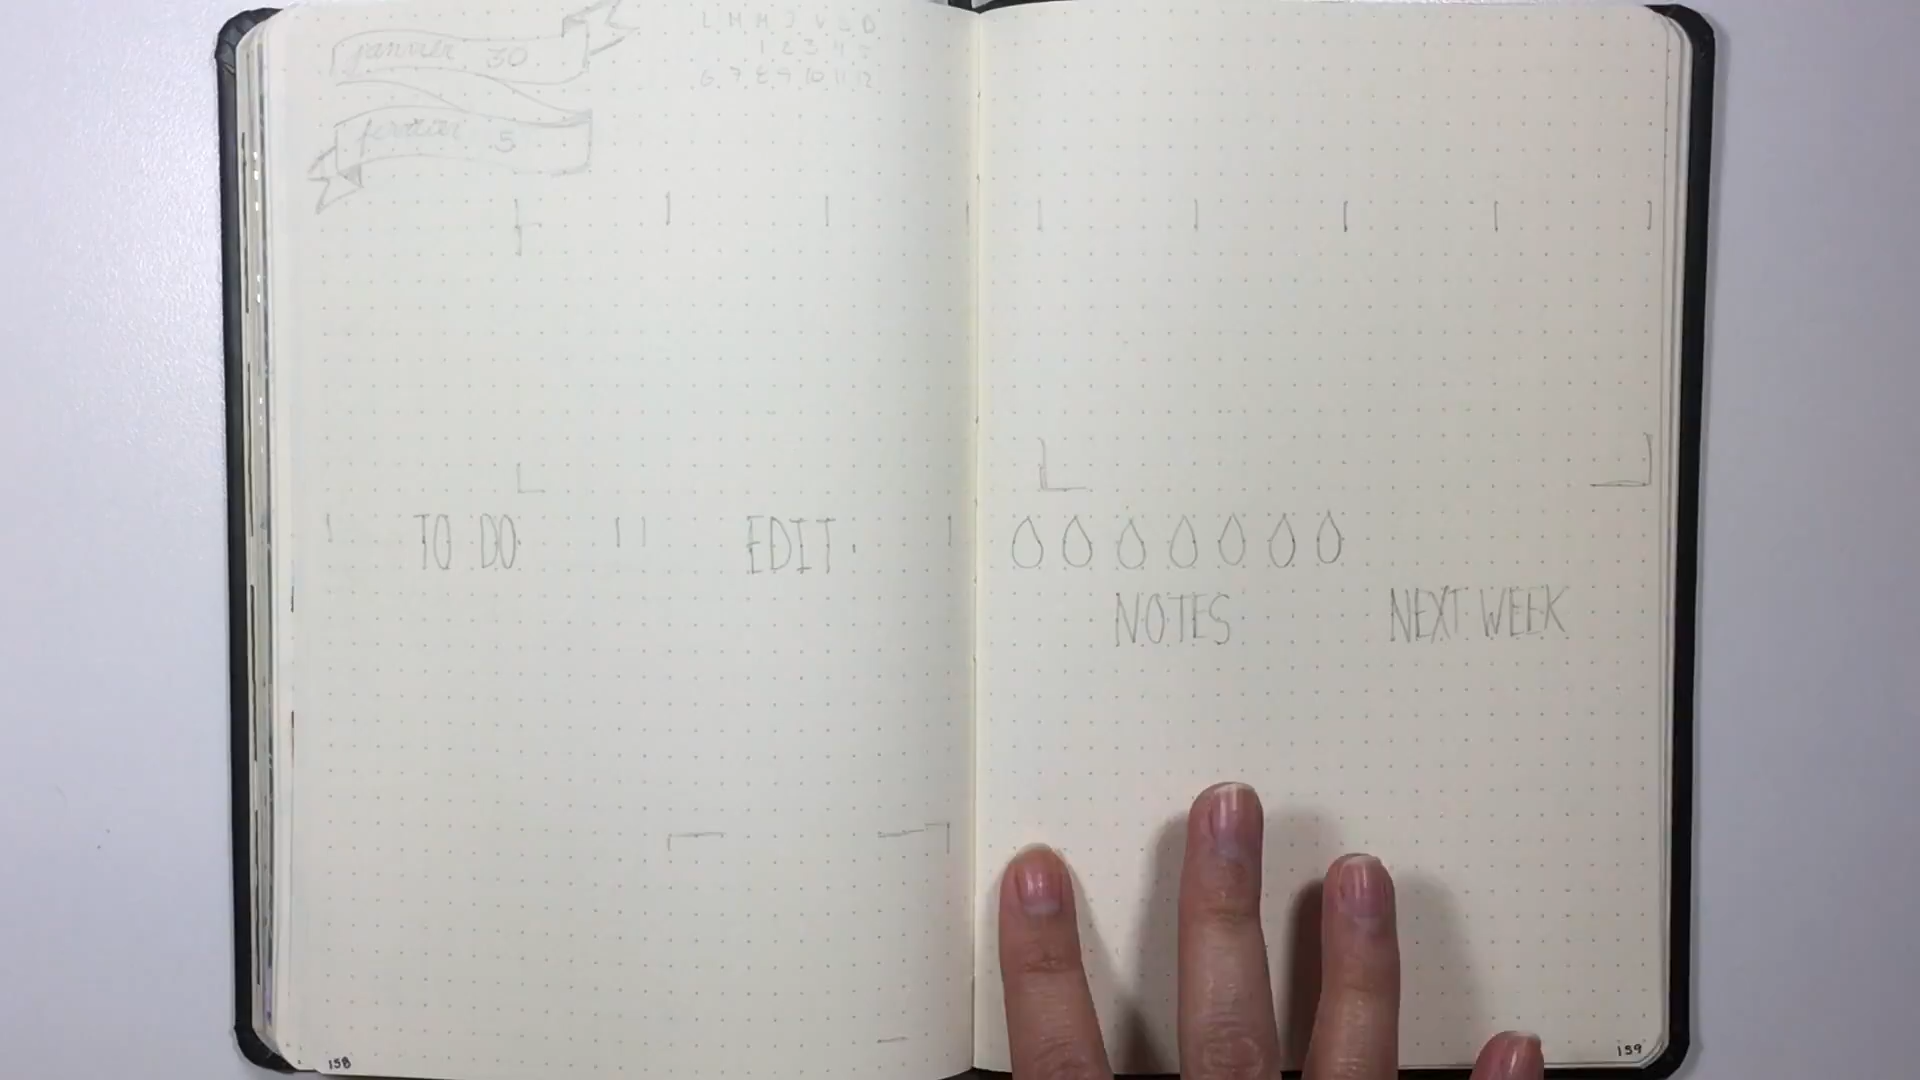 janvier 30
L M M J V S D
1 2 3 4 5
6 7 8 9 10 11 12
février 5
TO DO
EDIT
NOTES
NEXT WEEK
158
159